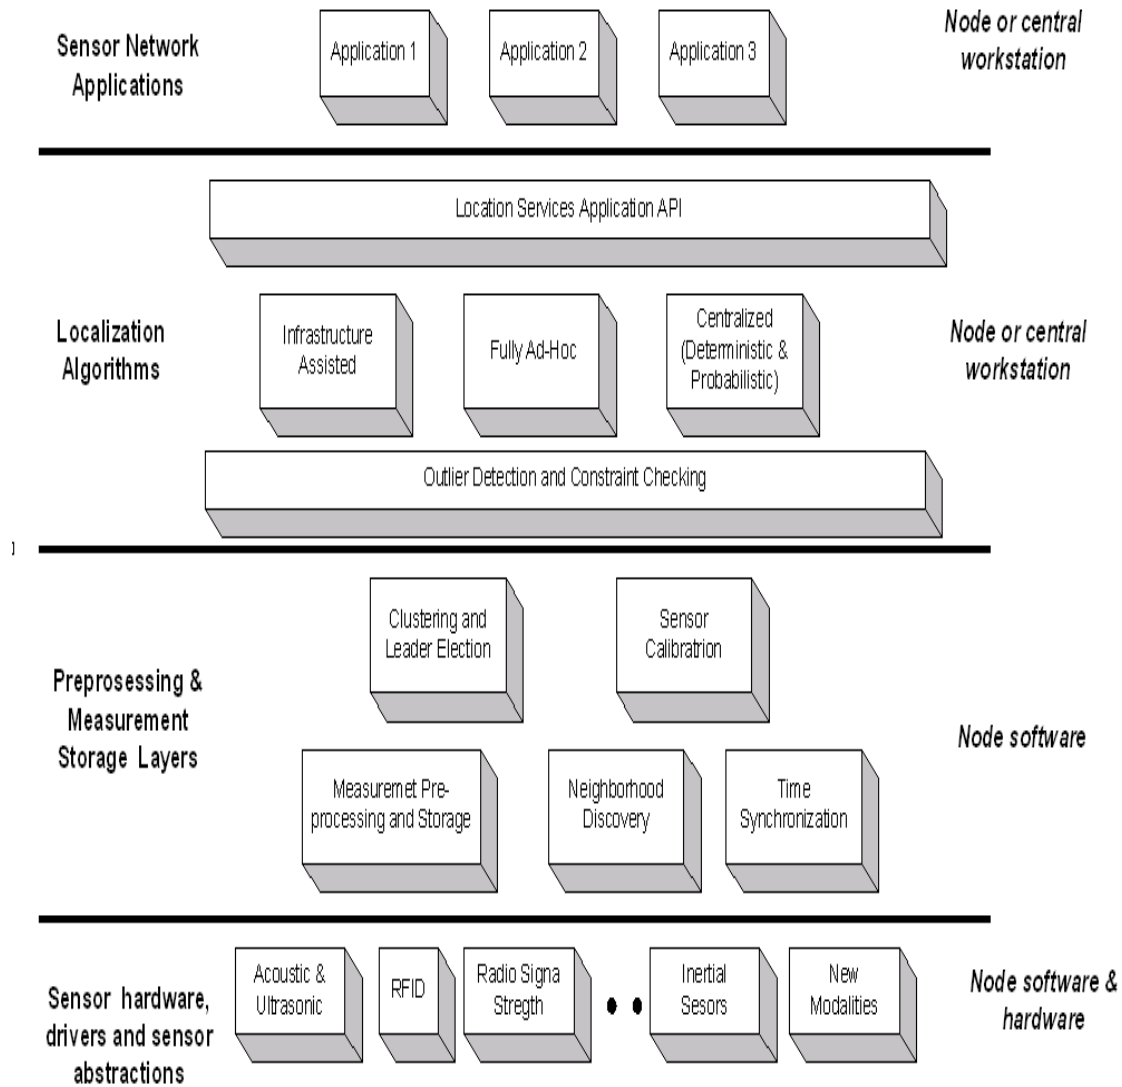 Sensor Network
Applications
Application 1
Application 2
Application 3
Node or central
workstation
Location Services Application API
Localization
Algorithms
Infrastructure
Assisted
Fully Ad-Hoc
Centralized
(Deterministic &
Probabilistic)
Node or central
workstation
Outlier Detection and Constraint Checking
]
Preprosessing &
Measurement
Storage Layers
Clustering and
Leader Election
Sensor
Calibratrion
Measuremet Pre-
processing and Storage
Neighborhood
Discovery
Time
Synchronization
Node software
Sensor hardware,
drivers and sensor
abstractions
Acoustic &
Ultrasonic
RFID
Radio Signa
Stregth
Inertial
Sesors
New
Modalities
Node software &
hardware